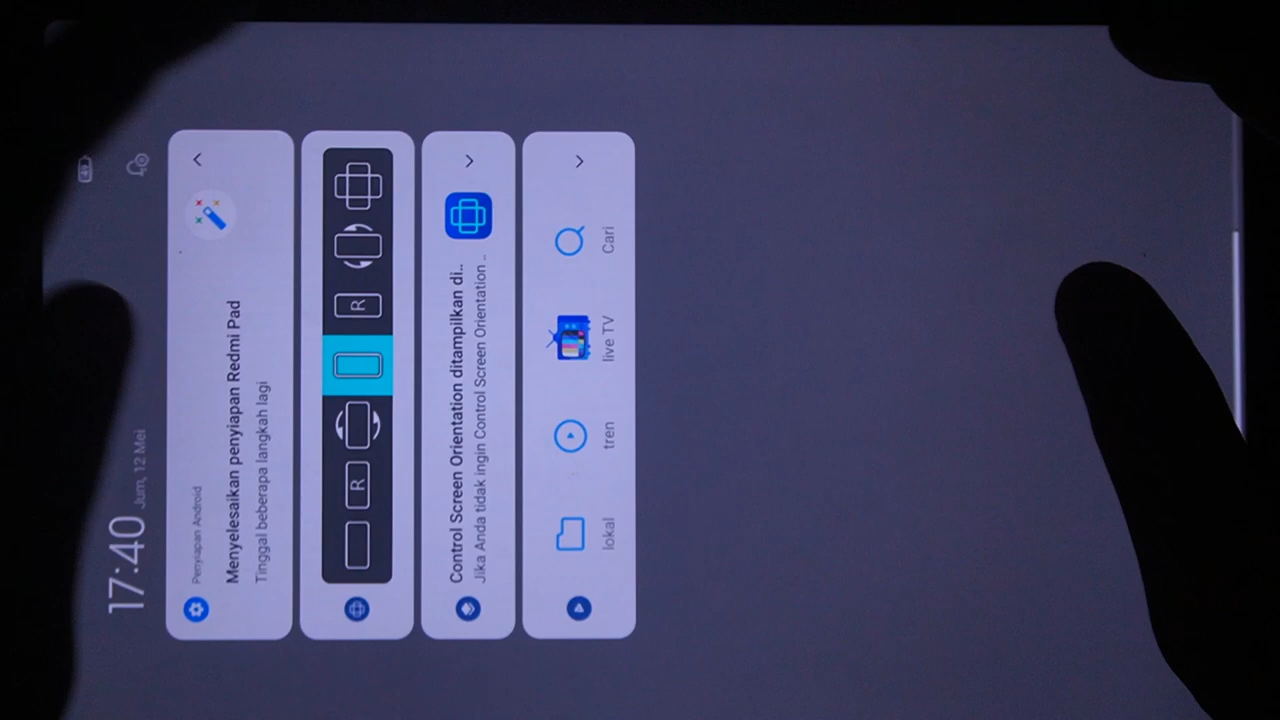 17:40 Jum, 12 Mei
49
Penyiapan Android
Menyelesaikan penyiapan Redmi Pad
Tinggal beberapa langkah lagi
R
R
Control Screen Orientation ditampilkan di..
Jika Anda tidak ingin Control Screen Orientation ..
lokal
tren
live TV
Cari